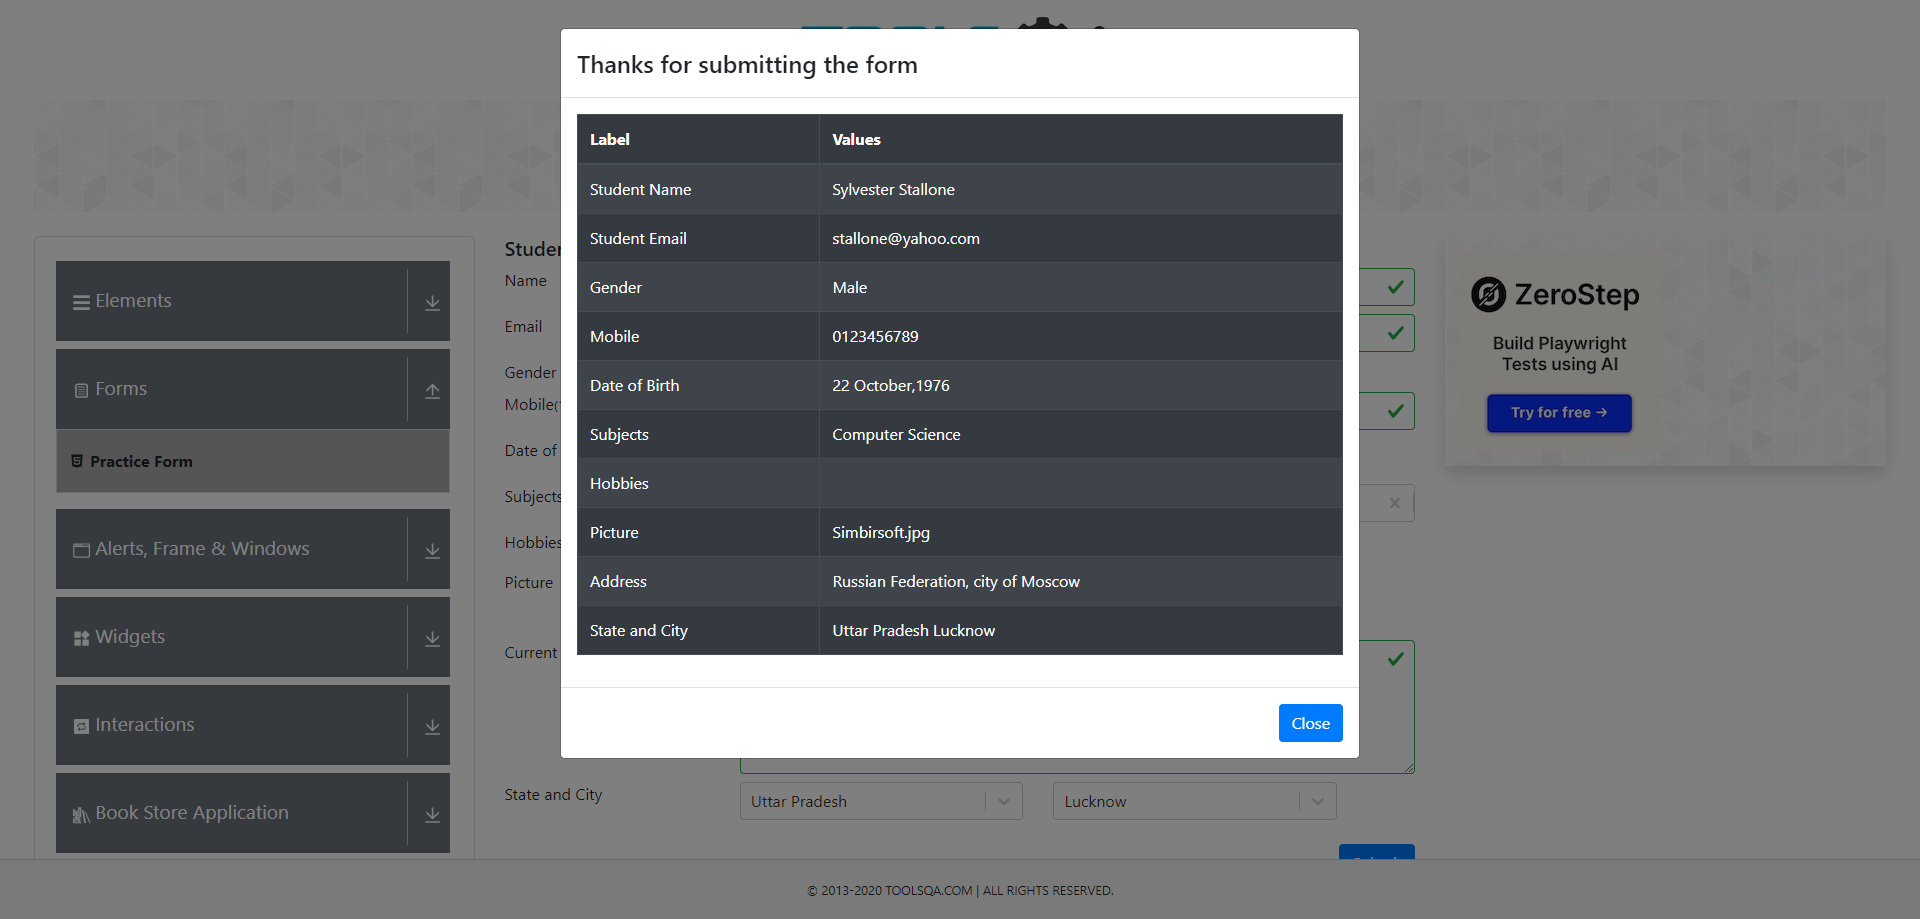 Thanks for submitting the form
Label Values
Student Name Sylvester Stallone
Student Email stallone@yahoo.com
Gender Male
Mobile 0123456789
Date of Birth 22 October,1976
Subjects Computer Science
Hobbies
Picture Simbirsoft.jpg
Address Russian Federation, city of Moscow
State and City Uttar Pradesh Lucknow
Close
Elements
Forms
Practice Form
Alerts, Frame & Windows
Widgets
Interactions
Book Store Application
Name
Email
Gender
Mobile
Date of
Subjects
Hobbies
Picture
Current
State and City Uttar Pradesh Lucknow
ZeroStep
Build Playwright
Tests using AI
Try for free →
© 2013-2020 TOOLSQA.COM | ALL RIGHTS RESERVED.